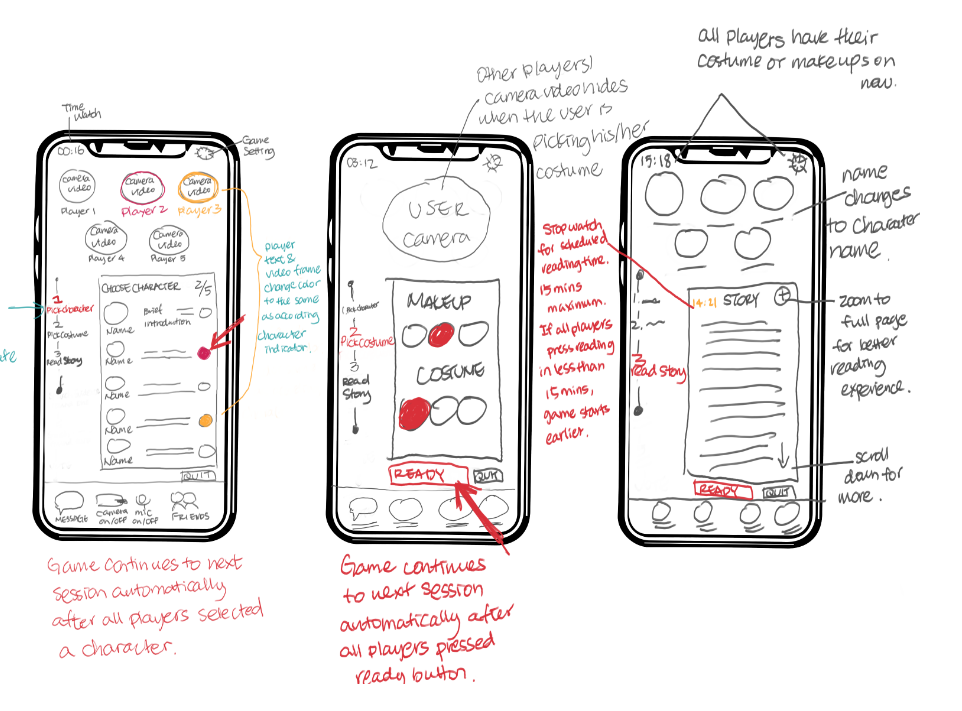 Time
watch
00:16
Game
Setting
Camera
video
Player 1
Camera
video
Player 2
Camera
video
Player 3
Camera
video
Player 4
Camera
video
Player 5
1
Pick character
2
Pick costume
3
Read Story
CHOOSE CHARACTER 2/5
Name
Brief
introduction
Name
Name
Name
Name
QUIT
MESSAGE
Camera
on/off
mic
on/off
FRIENDS
player
text &
video frame
change color
to the same
as according
character
indicator.
Game continues to next
session automatically
after all players selected
a character.
Other players'
camera video hides
when the user is
picking his/her
costume
03:12
USER
camera
1. Pick character
2
Pick costume
3
Read
Story
MAKEUP
COSTUME
READY
QUIT
Game continues
to next session
automatically after
all players pressed
ready button.
Stopwatch
for scheduled
reading time.
15 mins
maximum.
If all players
press reading
in less than
15 mins,
game starts
earlier.
all players have their
costume or makeups on
now.
15:18
name
changes
to Character
name.
2.
3
Read Story
14:21 STORY
zoom to
full page
for better
reading
experience.
scroll
down for
more.
READY
QUIT